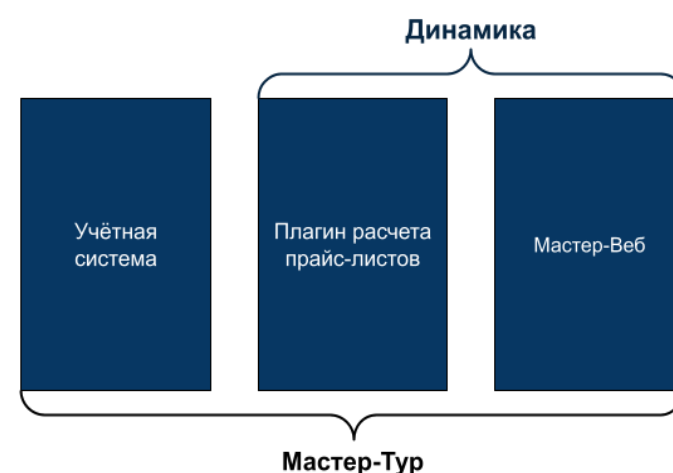 Динамика
Учётная
система
Плагин расчета
прайс-листов
Мастер-Веб
Мастер-Тур